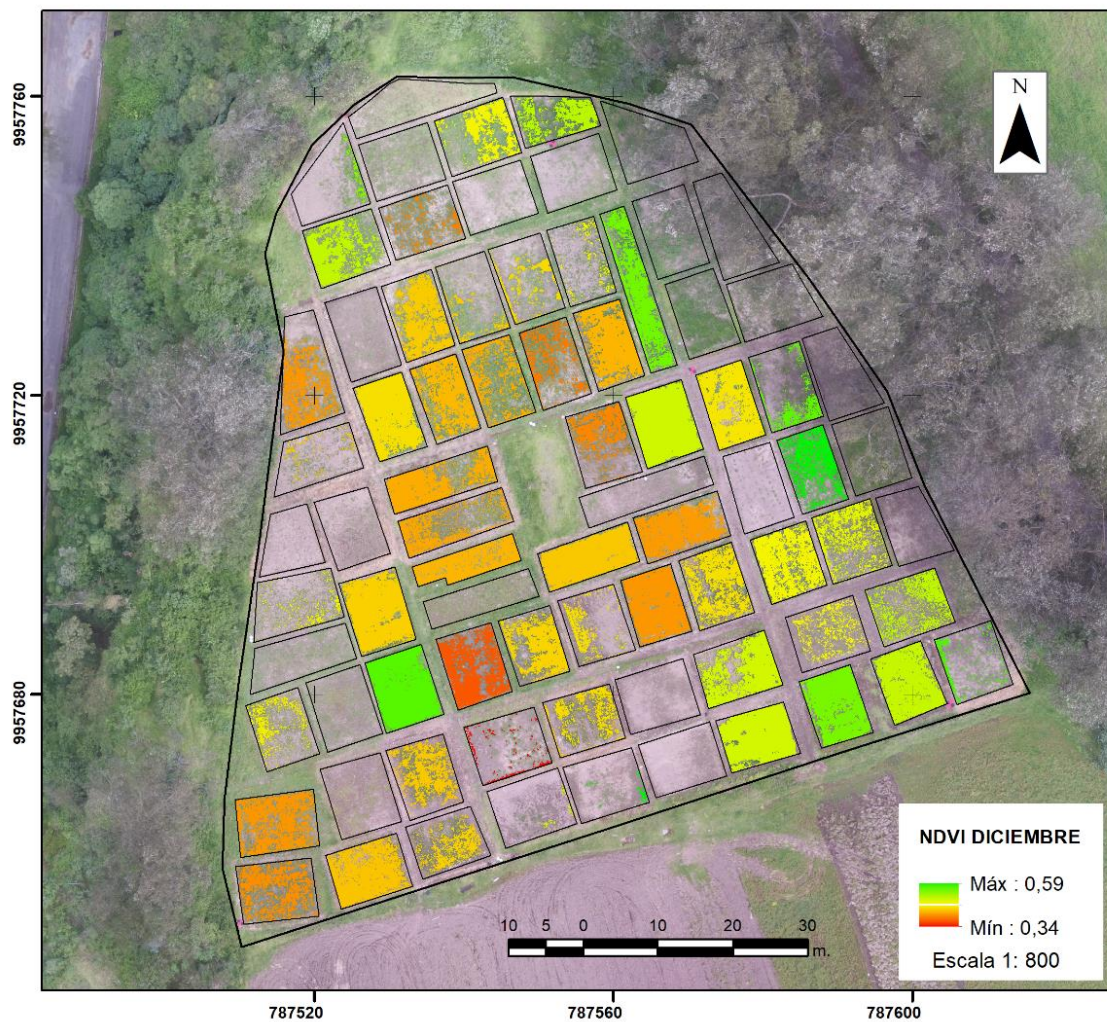 N
9957760
9957720
9957680
NDVI DICIEMBRE
Máx : 0,59
Mín : 0,34
Escala 1: 800
10 5 0 10 20 30
m.
787520 787560 787600